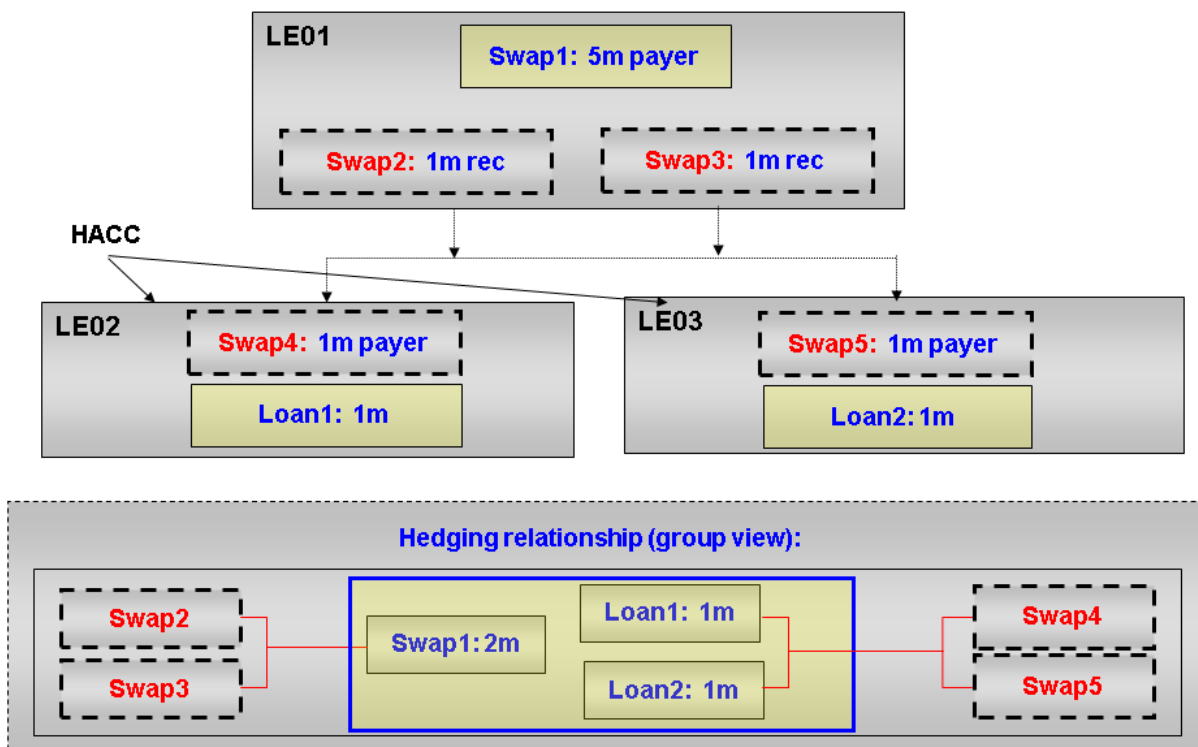 LE01
Swap1: 5m payer
Swap2: 1m rec
Swap3: 1m rec
HACC
LE02
Swap4: 1m payer
Loan1: 1m
LE03
Swap5: 1m payer
Loan2: 1m
Hedging relationship (group view):
Swap2
Swap3
Swap1: 2m
Loan1: 1m
Loan2: 1m
Swap4
Swap5